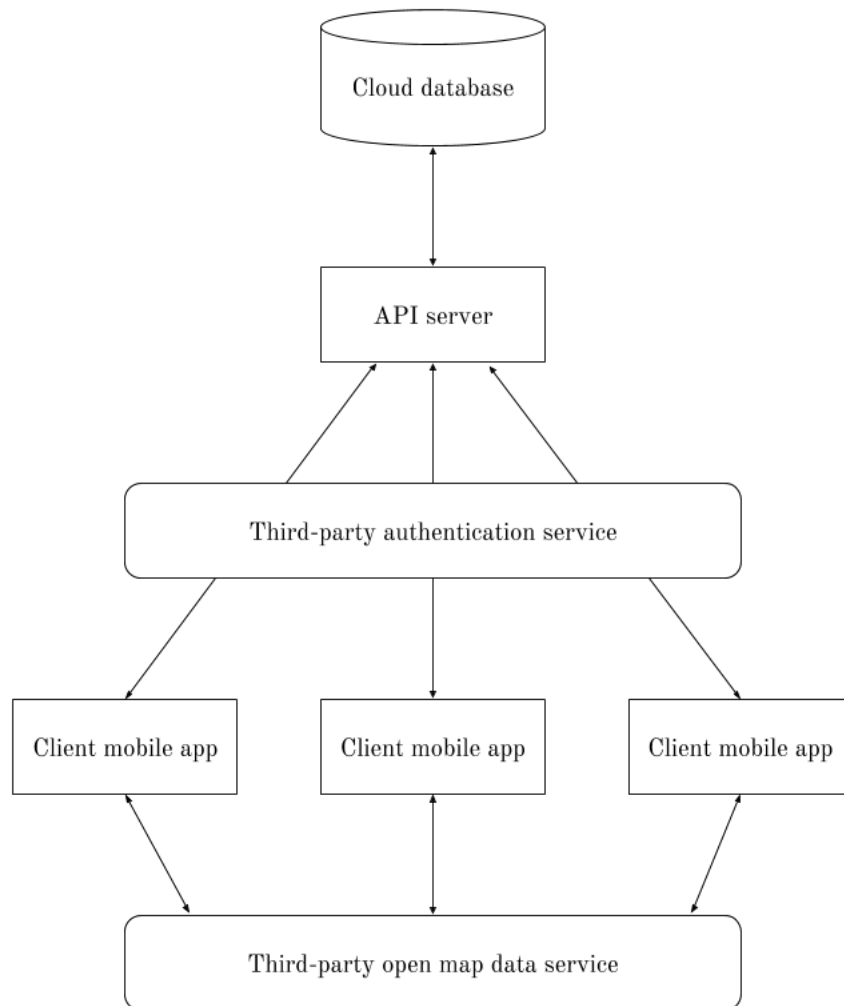 Cloud database
API server
Third-party authentication service
Client mobile app
Client mobile app
Client mobile app
Third-party open map data service